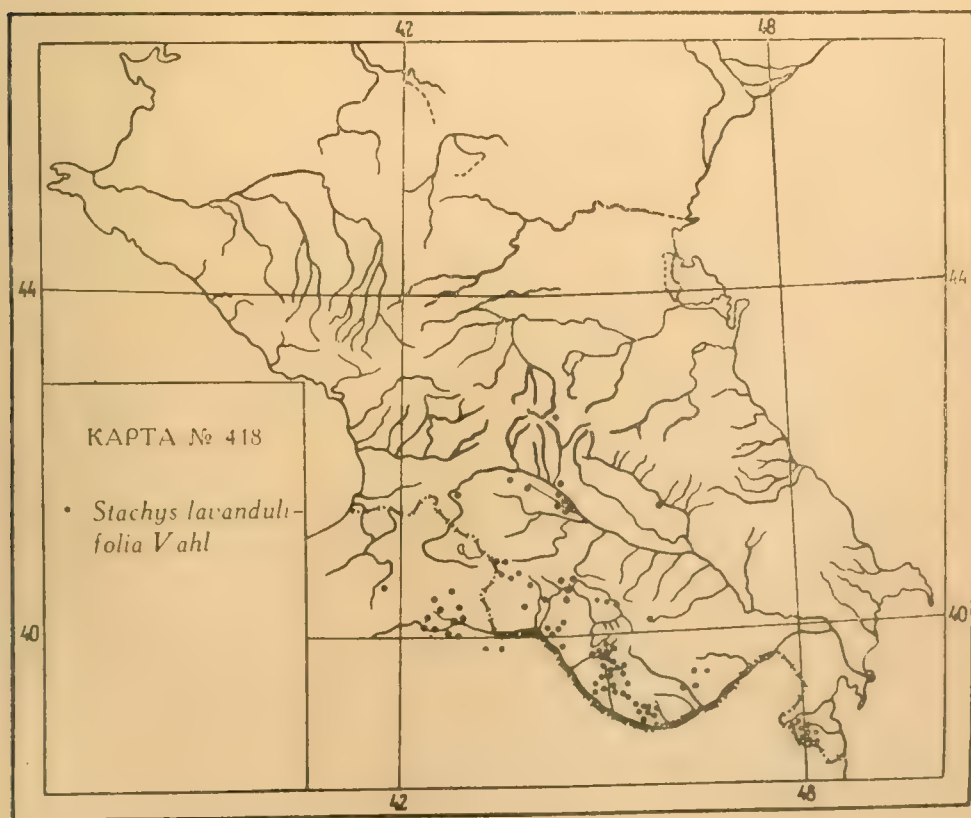 42 48
44 44
КАРТА № 418
• Stachys lavanduli-
folia Vahl
40 40
42 48